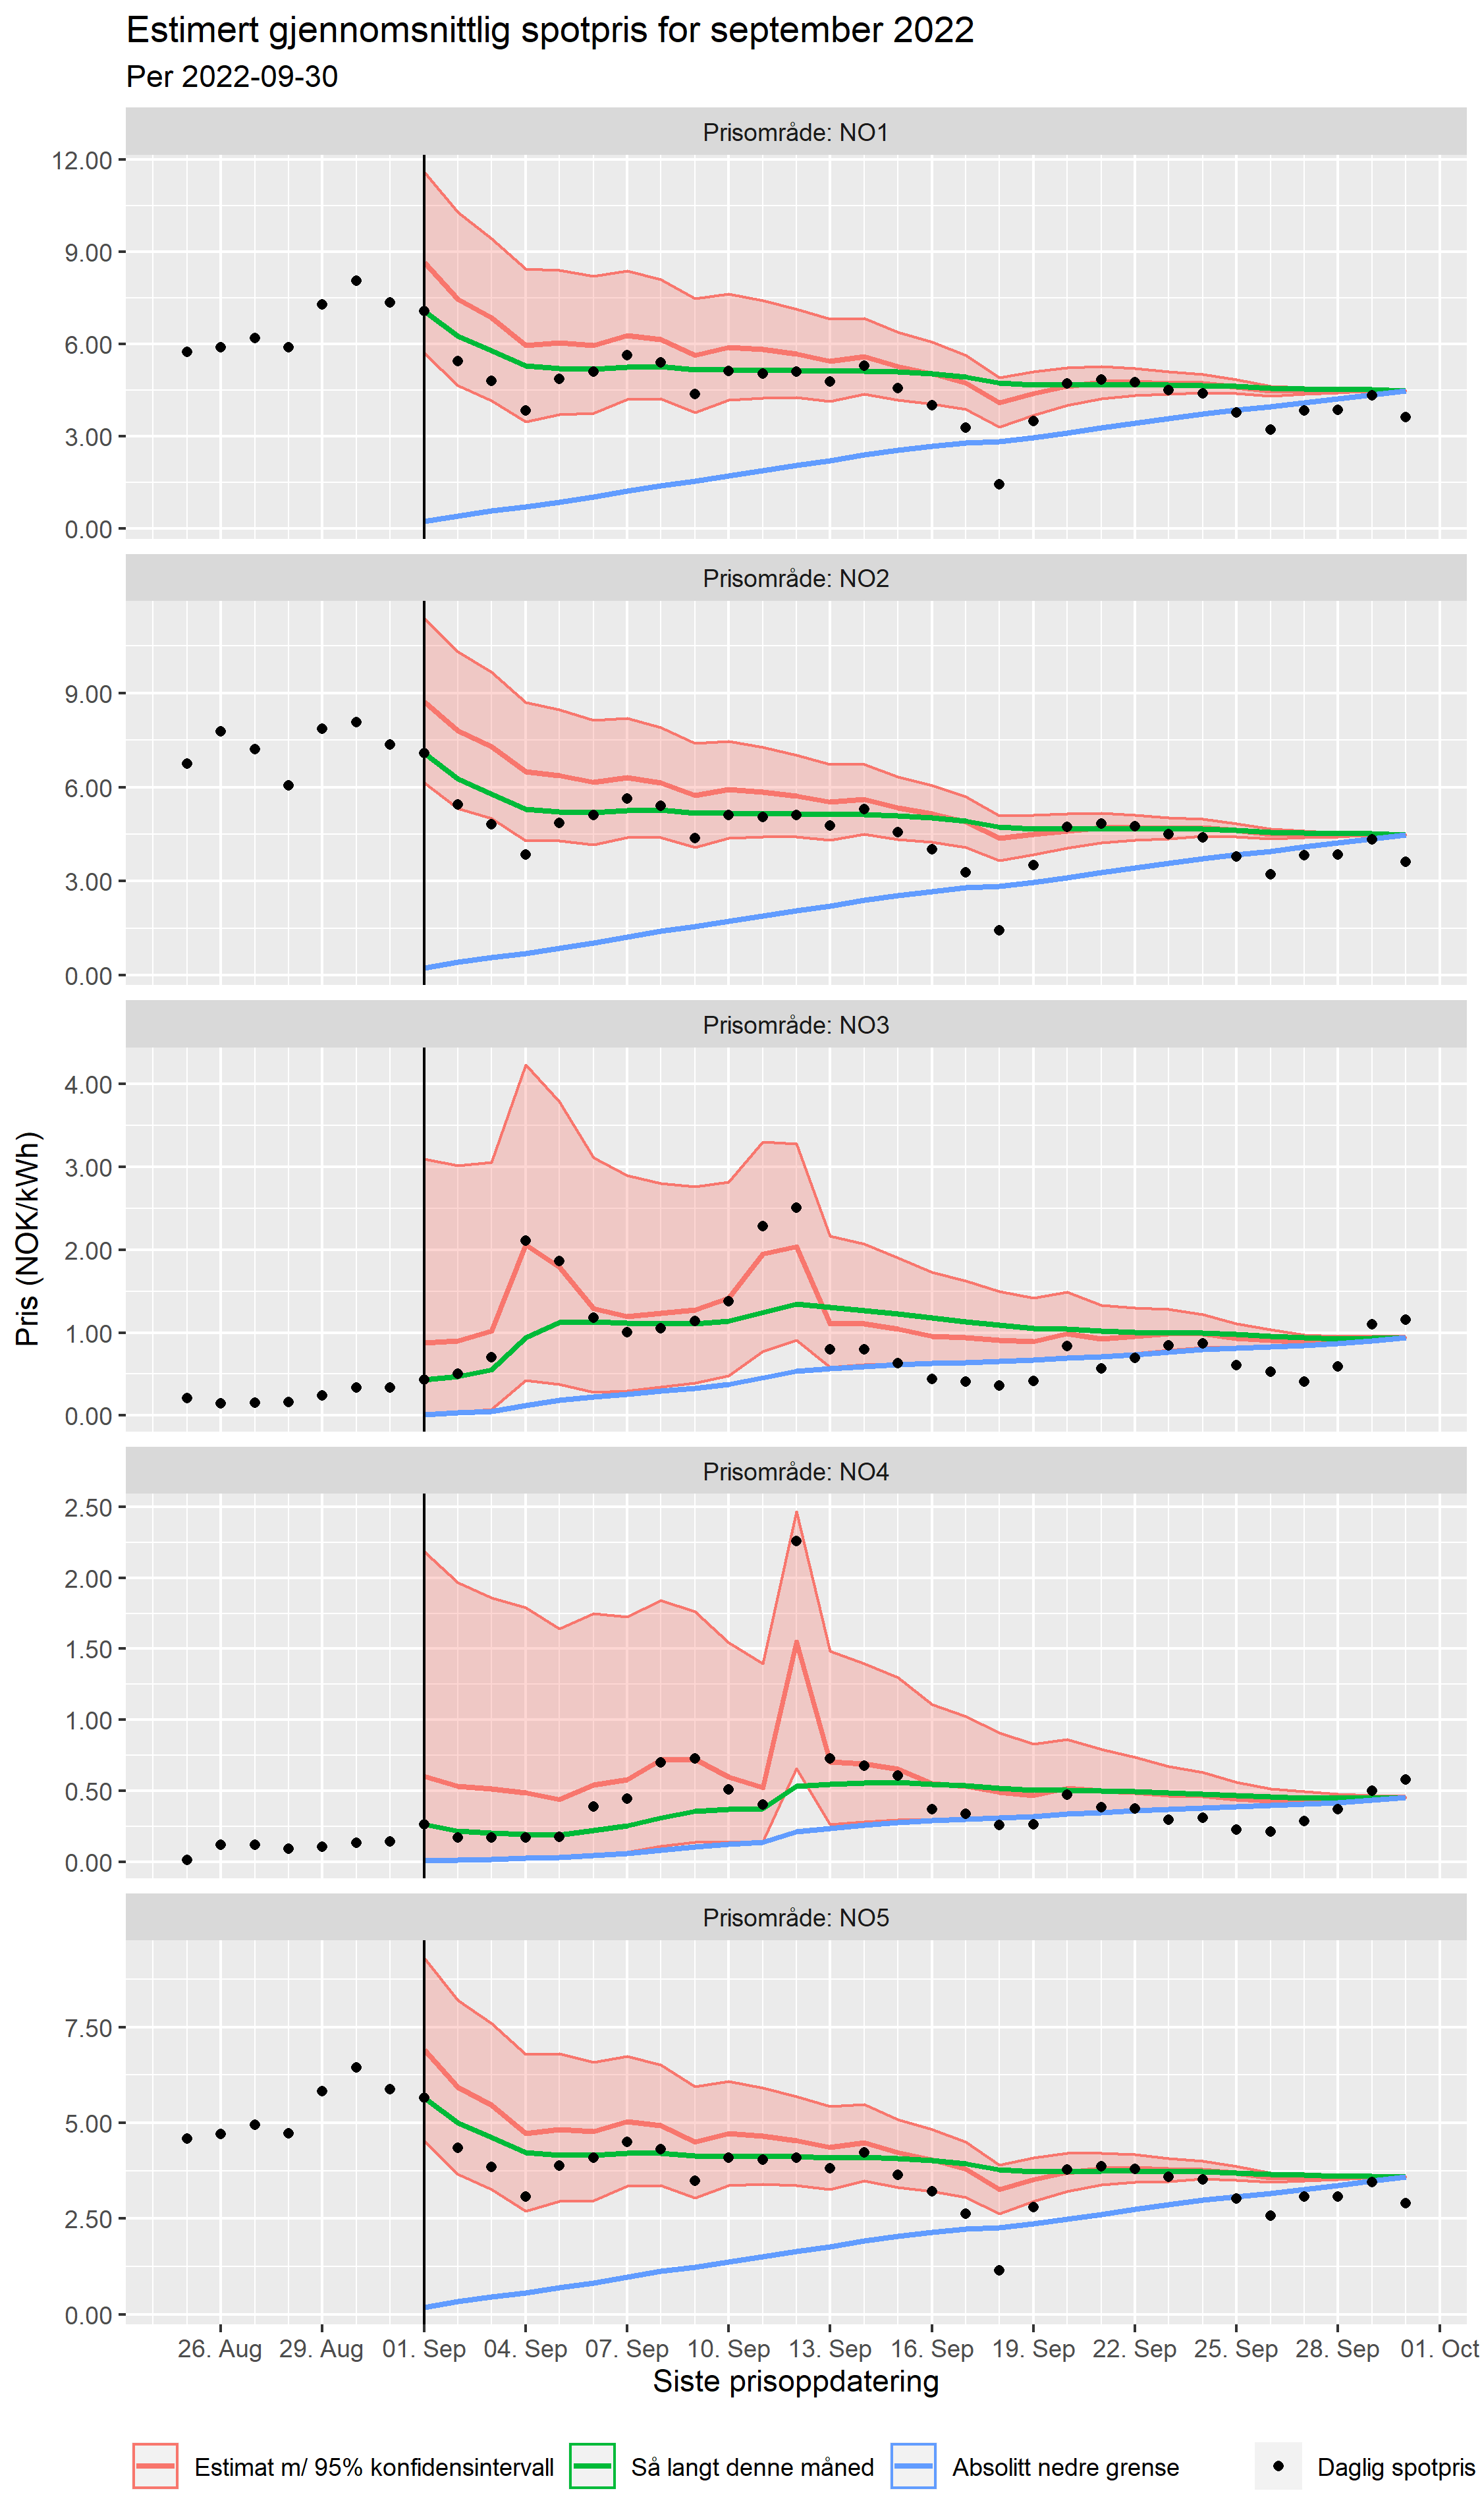 Estimert gjennomsnittlig spotpris for september 2022
Per 2022-09-30
Prisområde: NO1
12.00
9.00
6.00
3.00
0.00
Prisområde: NO2
9.00
6.00
3.00
0.00
Prisområde: NO3
4.00
3.00
2.00
1.00
0.00
Pris (NOK/kWh)
Prisområde: NO4
2.50
2.00
1.50
1.00
0.50
0.00
Prisområde: NO5
7.50
5.00
2.50
0.00
26. Aug 29. Aug 01. Sep 04. Sep 07. Sep 10. Sep 13. Sep 16. Sep 19. Sep 22. Sep 25. Sep 28. Sep 01. Oct
Siste prisoppdatering
Estimat m/ 95% konfidensintervall Så langt denne måned Absolitt nedre grense Daglig spotpris